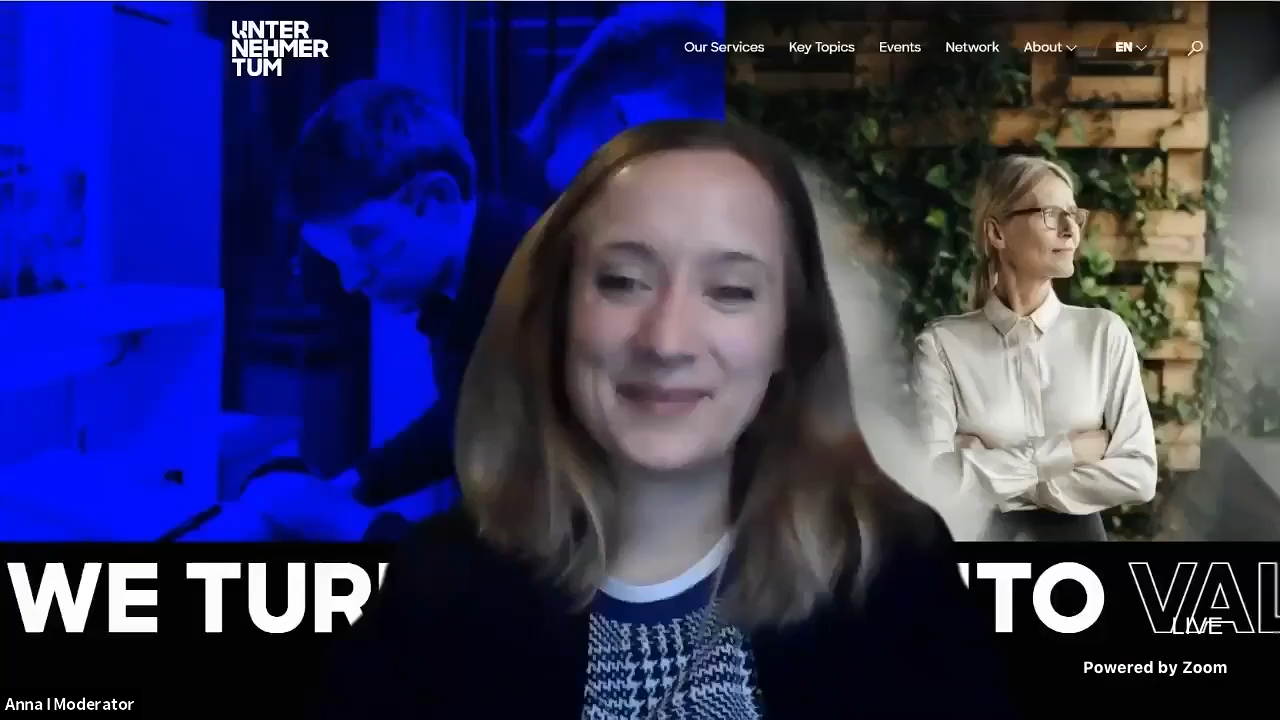 UNTER
NEHMER
TUM
Our Services Key Topics Events Network About EN
WE TUR
TO VAL
LIVE
Powered by Zoom
Anna I Moderator